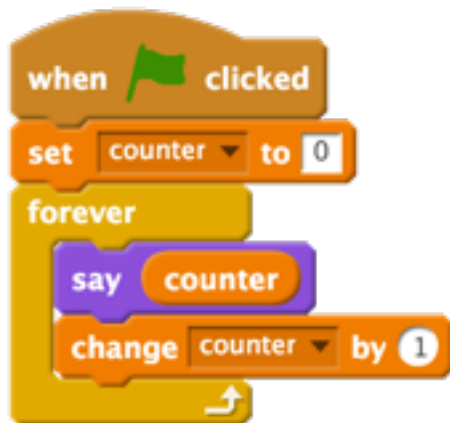 when clicked
set counter to 0
forever
say counter
change counter by 1